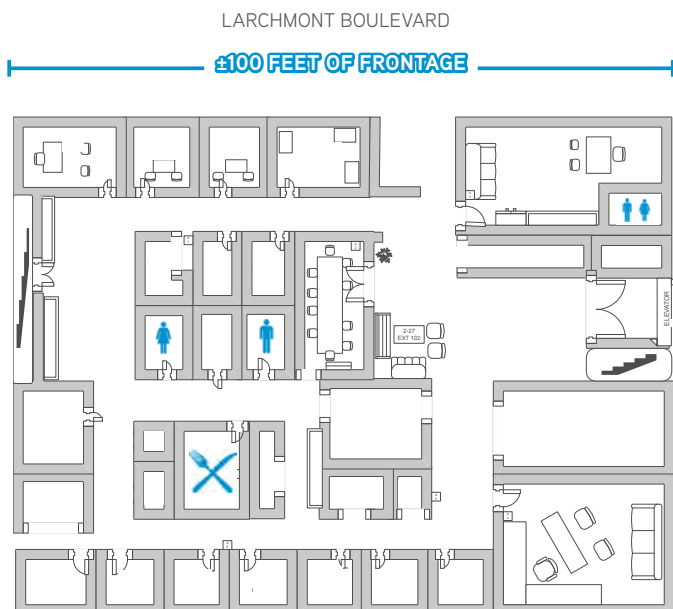 LARCHMONT BOULEVARD
±100 FEET OF FRONTAGE
ELEVATOR
2-27
EXT 102